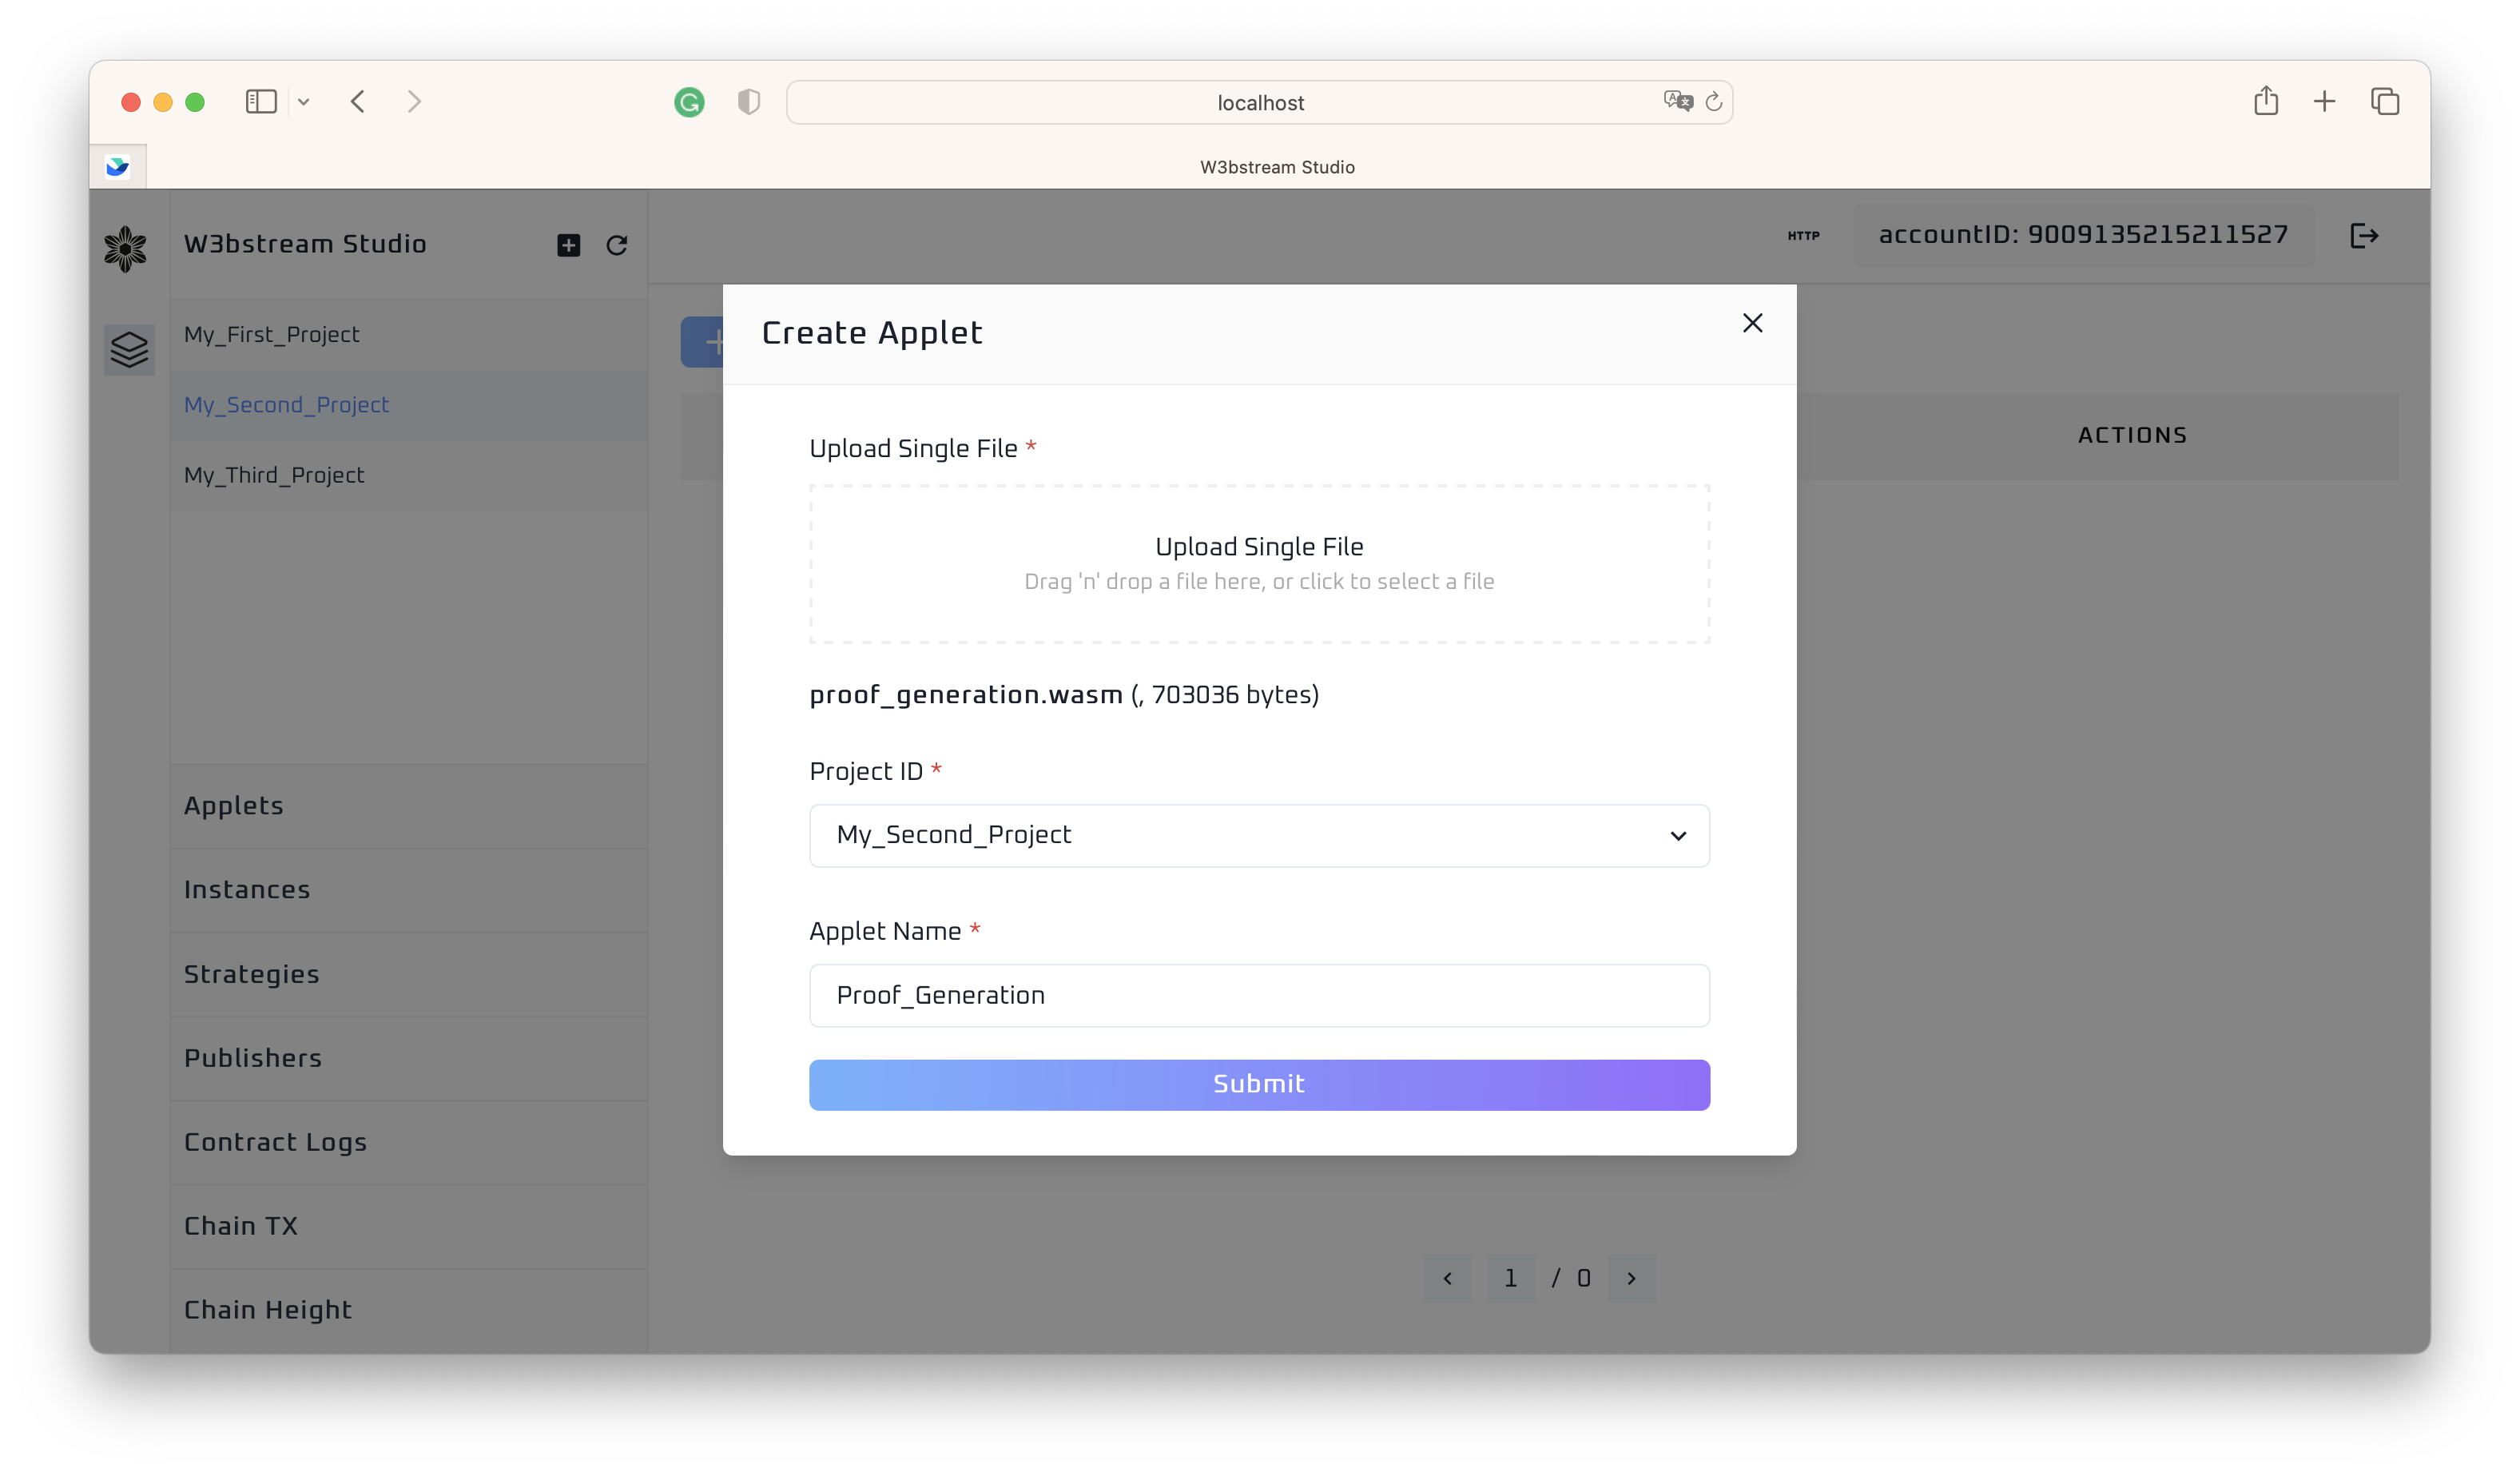 localhost
W3bstream Studio
W3bstream Studio
HTTP
accountID: 9009135215211527
My_First_Project
My_Second_Project
My_Third_Project
Applets
Instances
Strategies
Publishers
Contract Logs
Chain TX
Chain Height
Create Applet
ACTIONS
Upload Single File *
Upload Single File
Drag 'n' drop a file here, or click to select a file
proof_generation.wasm (, 703036 bytes)
Project ID *
My_Second_Project
Applet Name *
Proof_Generation
Submit
1 / 0